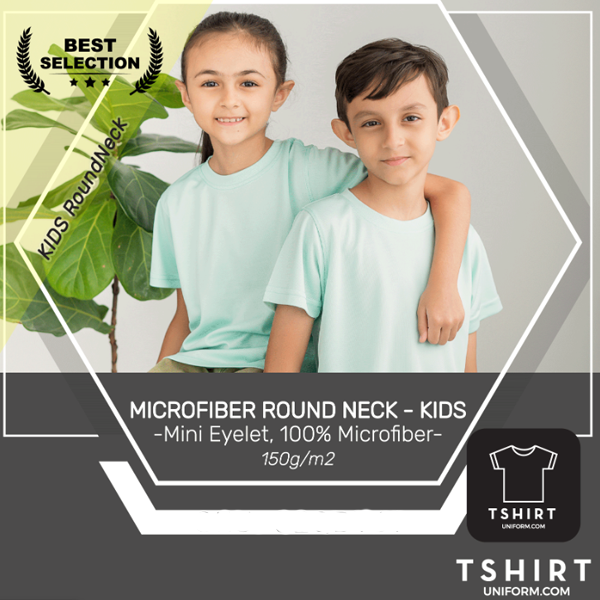 BEST
SELECTION
KIDS RoundNeck
MICROFIBER ROUND NECK - KIDS
-Mini Eyelet, 100% Microfiber-
150g/m2
TSHIRT
UNIFORM.COM
TSHIRT
UNIFORM.COM